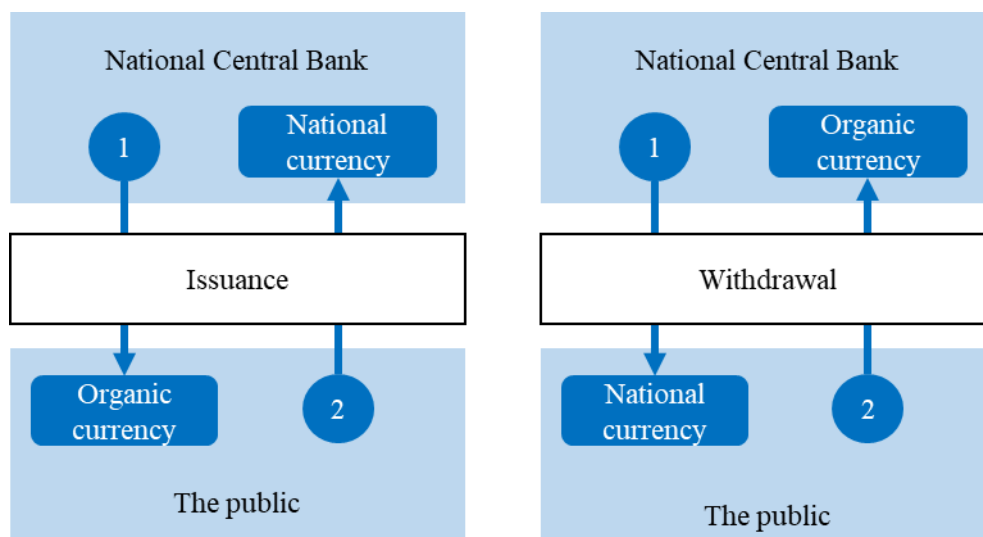 National Central Bank
1
National
currency
Issuance
Organic
currency
2
The public
National Central Bank
1
Organic
currency
Withdrawal
National
currency
2
The public